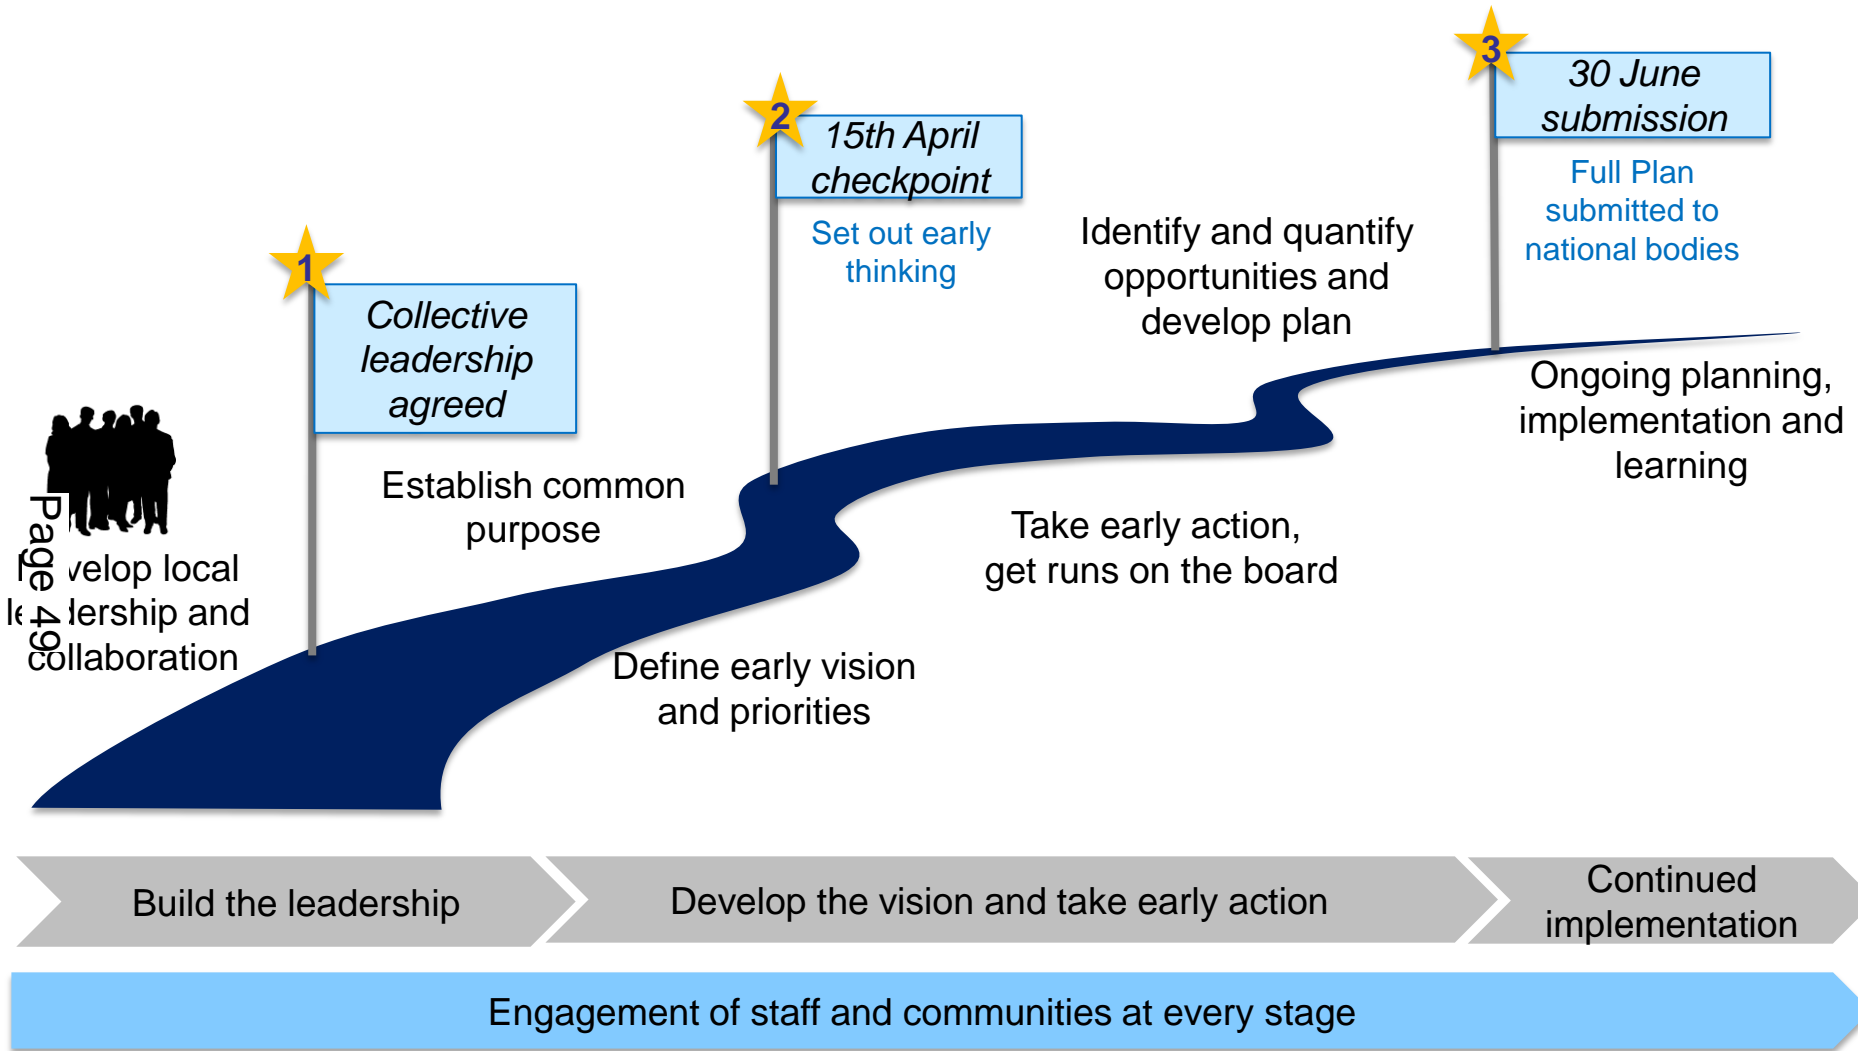 1
Collective
leadership
agreed
2
15th April
checkpoint
Set out early
thinking
3
30 June
submission
Full Plan
submitted to
national bodies
Identify and quantify
opportunities and
develop plan
Ongoing planning,
implementation and
learning
Establish common
purpose
Take early action,
get runs on the board
Page 49
local
and
collaboration
Define early vision
and priorities
Build the leadership
Develop the vision and take early action
Continued
implementation
Engagement of staff and communities at every stage